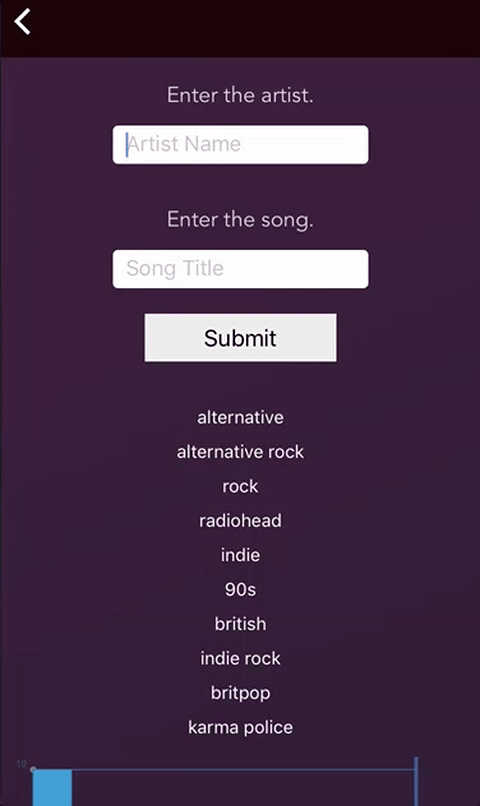 Enter the artist.
Artist Name
Enter the song.
Song Title
Submit
alternative
alternative rock
rock
radiohead
indie
90s
british
indie rock
britpop
karma police
10